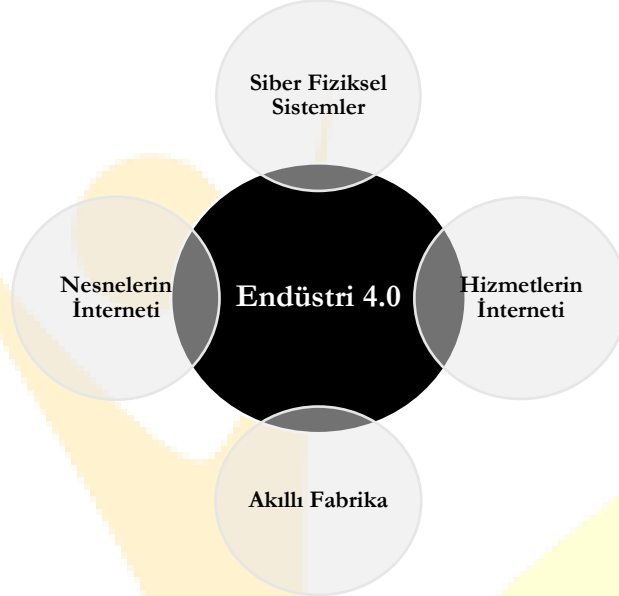 Siber Fiziksel
Sistemler
Nesnelerin
İnterneti
Endüstri 4.0
Hizmetlerin
İnterneti
Akıllı Fabrika